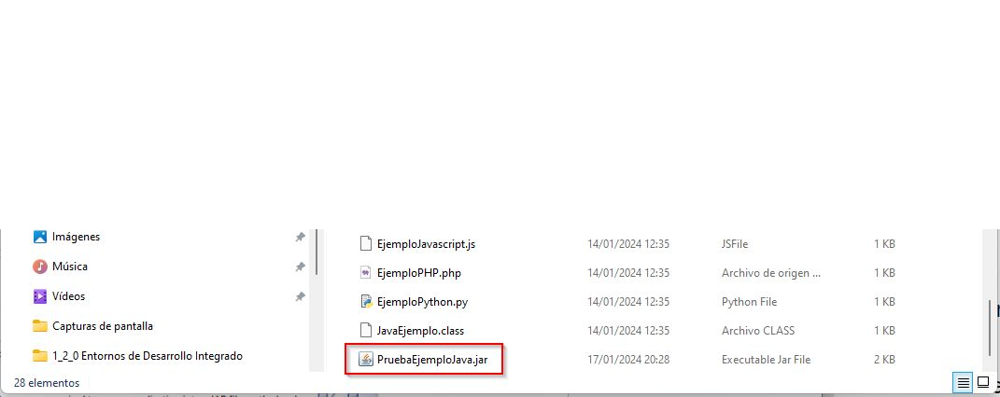 Imágenes
Música
Vídeos
Capturas de pantalla
1_2_0 Entornos de Desarrollo Integrado
EjemploJavascript.js 14/01/2024 12:35 JSFile 1 KB
EjemploPHP.php 14/01/2024 12:35 Archivo de origen ... 1 KB
EjemploPython.py 14/01/2024 12:35 Python File 1 KB
JavaEjemplo.class 14/01/2024 12:35 Archivo CLASS 1 KB
PruebaEjemploJava.jar 17/01/2024 20:28 Executable Jar File 2 KB
28 elementos